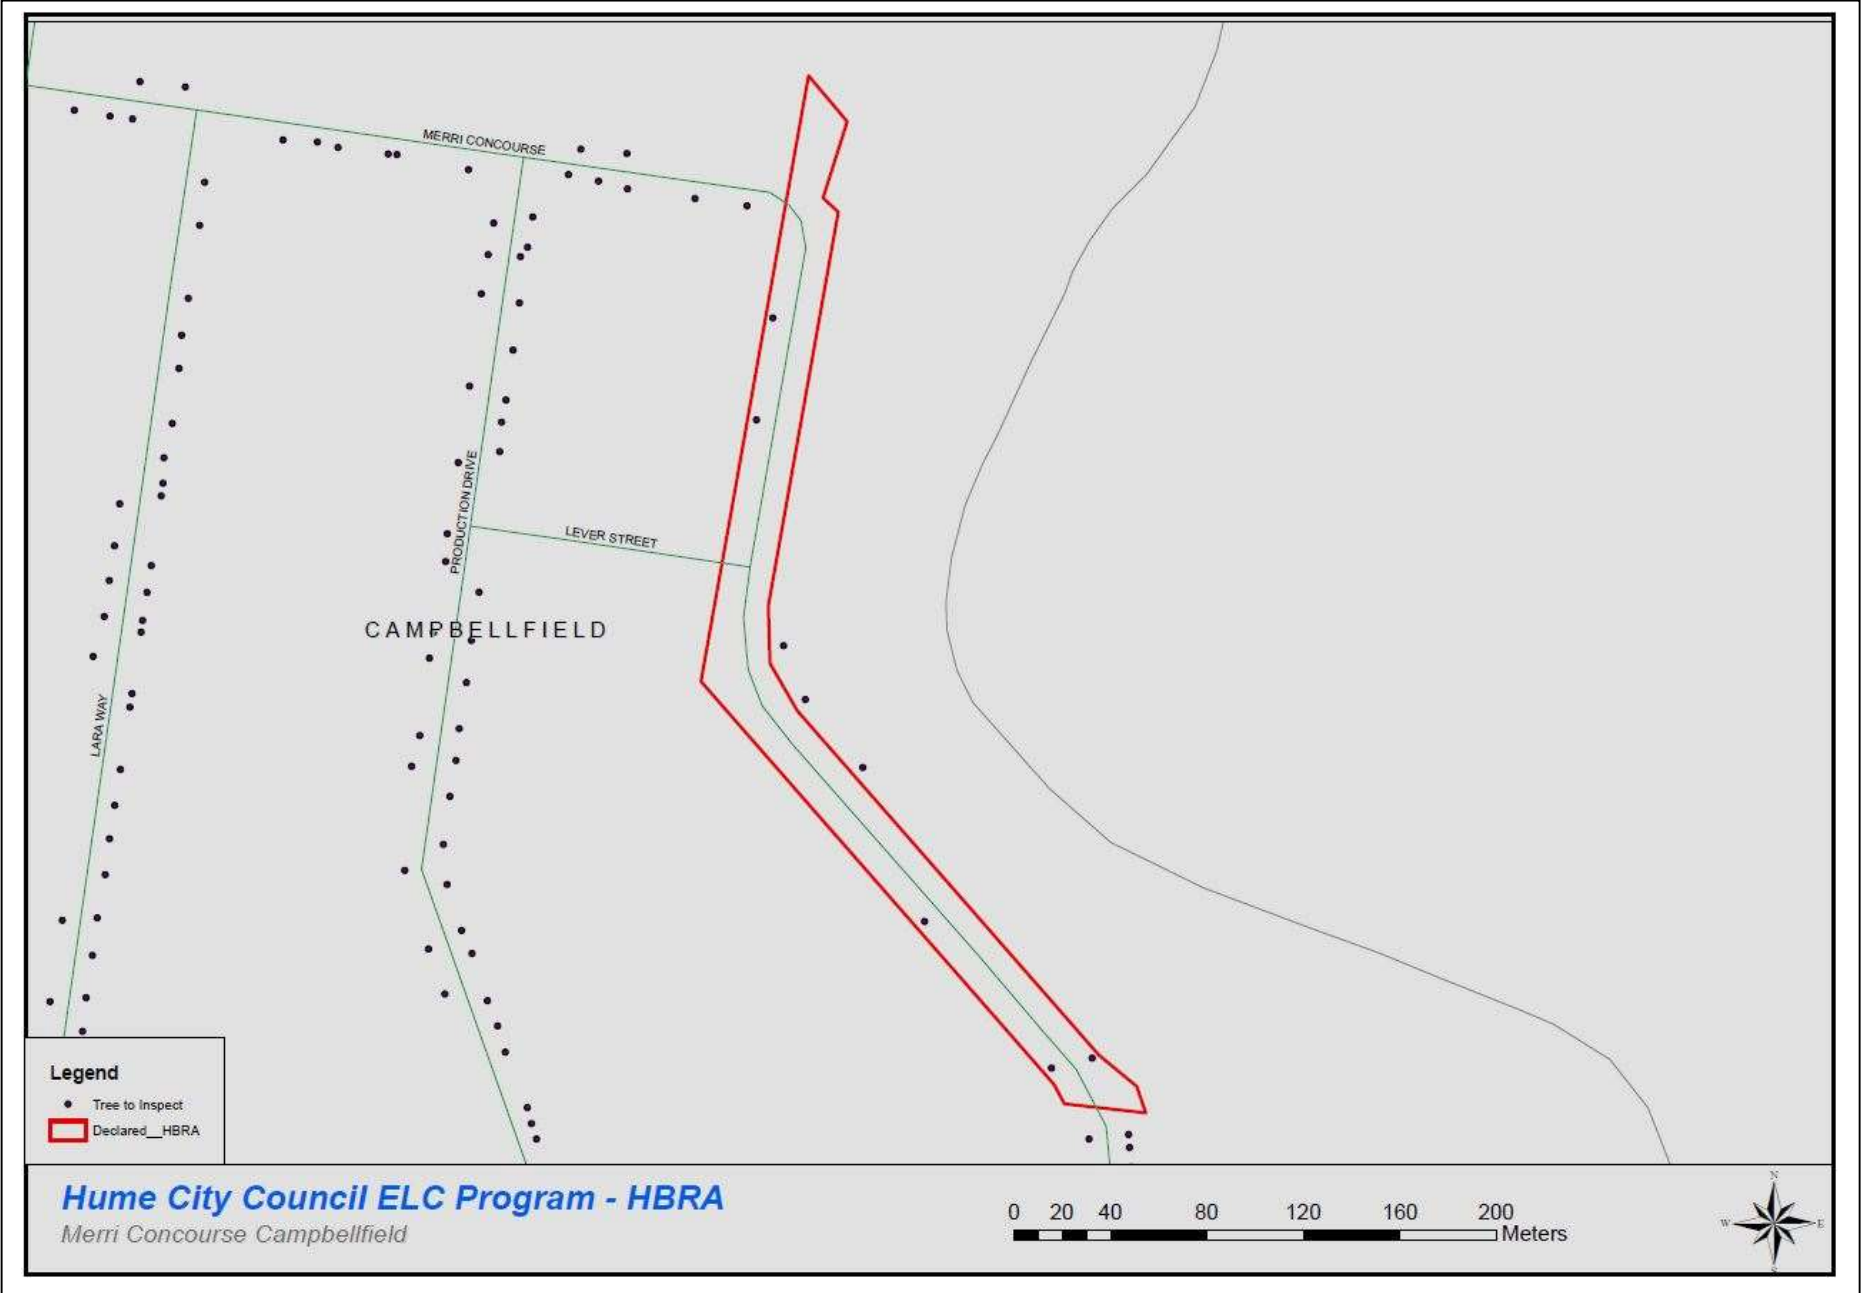 MERRI CONCOURSE
PRODUCTION DRIVE
LEVER STREET
CAMPBELLFIELD
LARA WAY
Legend
Tree to Inspect
Declared__HBRA
Hume City Council ELC Program - HBRA
Merri Concourse Campbellfield
0 20 40 80 120 160 200
Meters
N
W E
S